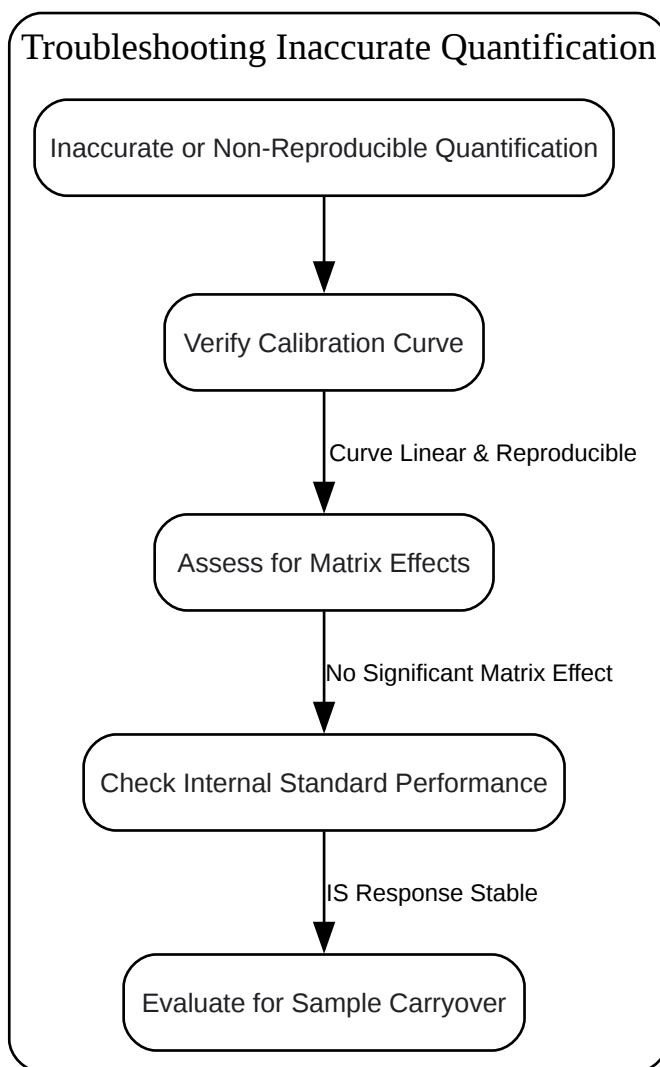 Troubleshooting Inaccurate Quantification
Inaccurate or Non-Reproducible Quantification
Verify Calibration Curve
Curve Linear & Reproducible
Assess for Matrix Effects
No Significant Matrix Effect
Check Internal Standard Performance
IS Response Stable
Evaluate for Sample Carryover